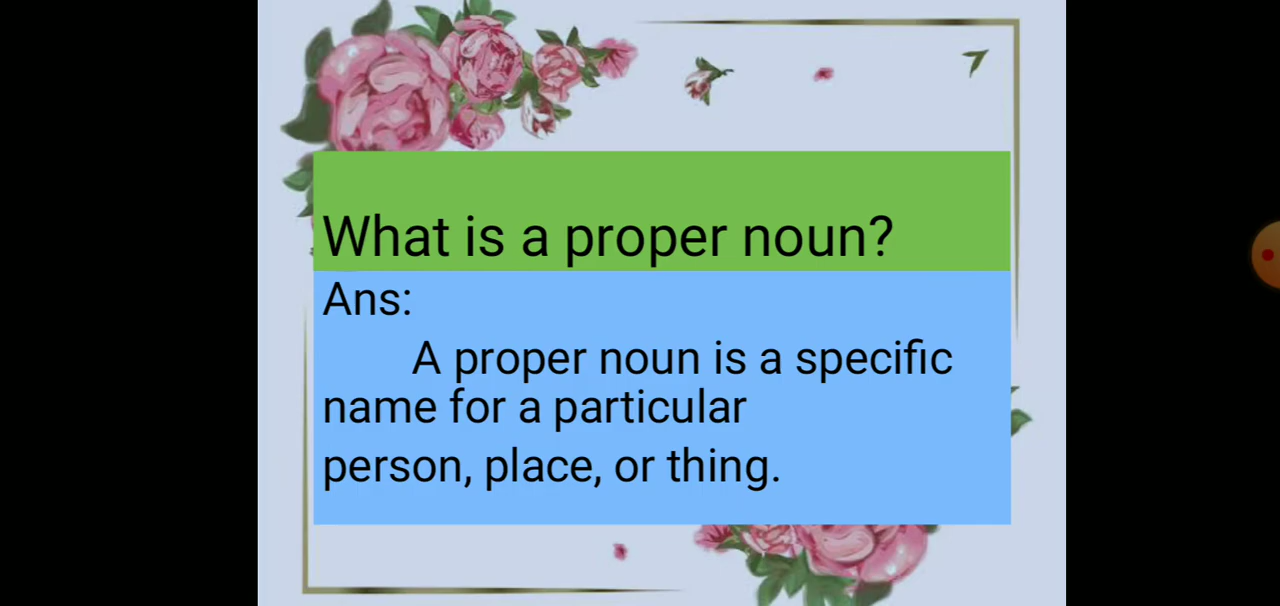 What is a proper noun?
Ans:
A proper noun is a specific
name for a particular
person, place, or thing.